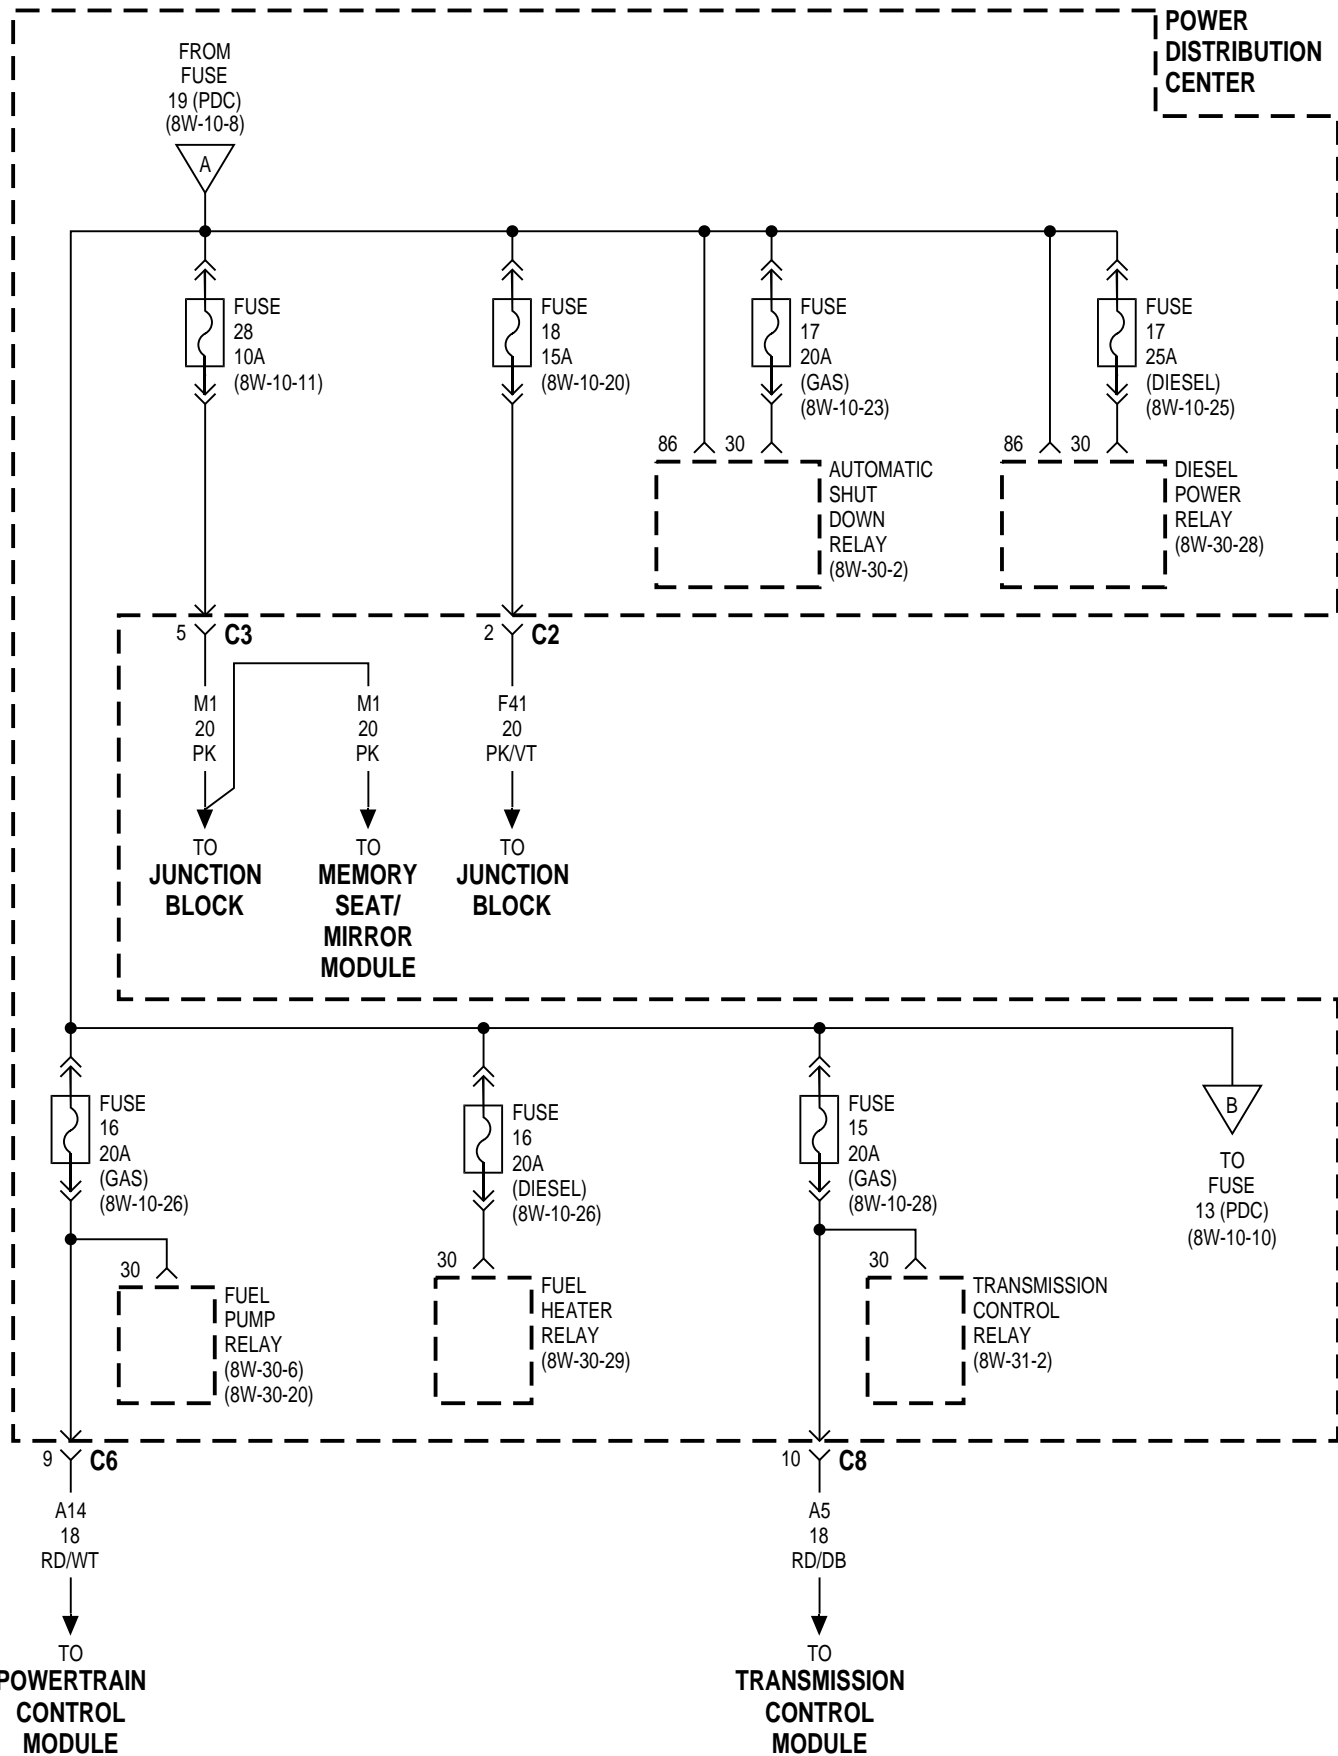 POWER
DISTRIBUTION
CENTER
FROM
FUSE
19 (PDC)
(8W-10-8)
A
FUSE
28
10A
(8W-10-11)
FUSE
18
15A
(8W-10-20)
FUSE
17
20A
(GAS)
(8W-10-23)
FUSE
17
25A
(DIESEL)
(8W-10-25)
86
30
AUTOMATIC
SHUT
DOWN
RELAY
(8W-30-2)
86
30
DIESEL
POWER
RELAY
(8W-30-28)
5
C3
2
C2
M1
20
PK
M1
20
PK
F41
20
PK/VT
TO
JUNCTION
BLOCK
TO
MEMORY
SEAT/
MIRROR
MODULE
TO
JUNCTION
BLOCK
FUSE
16
20A
(GAS)
(8W-10-26)
FUSE
16
20A
(DIESEL)
(8W-10-26)
FUSE
15
20A
(GAS)
(8W-10-28)
B
TO
FUSE
13 (PDC)
(8W-10-10)
30
FUEL
PUMP
RELAY
(8W-30-6)
(8W-30-20)
30
FUEL
HEATER
RELAY
(8W-30-29)
30
TRANSMISSION
CONTROL
RELAY
(8W-31-2)
9
C6
10
C8
A14
18
RD/WT
A5
18
RD/DB
TO
POWERTRAIN
CONTROL
MODULE
TO
TRANSMISSION
CONTROL
MODULE